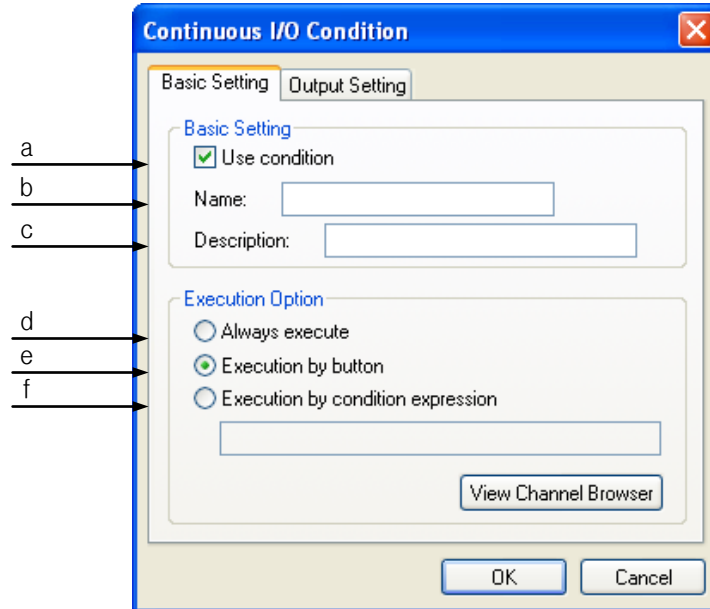 Continuous I/O Condition
Basic Setting Output Setting
Basic Setting
a
Use condition
b
Name:
c
Description:
Execution Option
d
Always execute
e
Execution by button
f
Execution by condition expression
View Channel Browser
OK Cancel